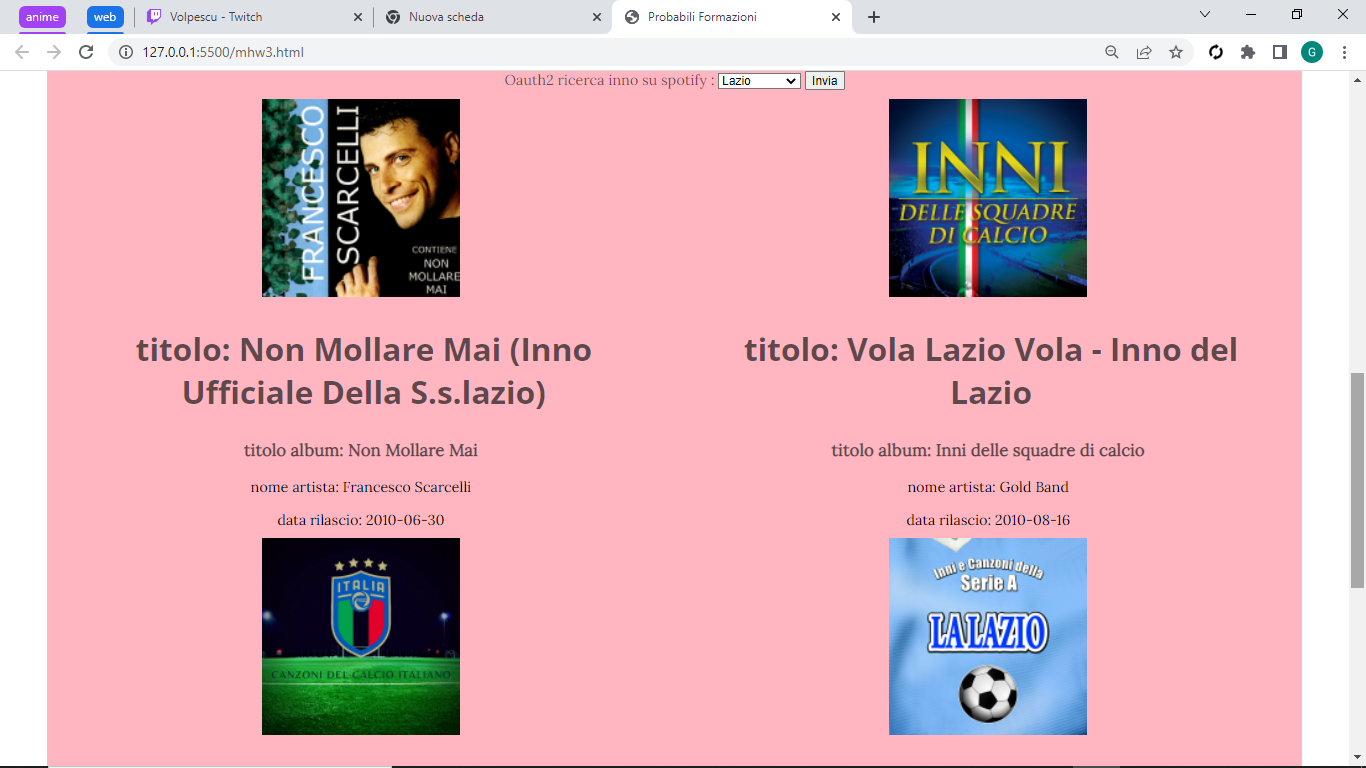 anime
web
Volpescu - Twitch
Nuova scheda
Probabili Formazioni
127.0.0.1:5500/mhw3.html
G
Oauth2 ricerca inno su spotify :
Lazio
Invia
FRANCESCO
SCARCELLI
CONTIENE
NON
MOLLARE
MAI
INNI
DELLE SQUADRE
DI CALCIO
titolo: Non Mollare Mai (Inno
Ufficiale Della S.s.lazio)
titolo album: Non Mollare Mai
nome artista: Francesco Scarcelli
data rilascio: 2010-06-30
titolo: Vola Lazio Vola - Inno del
Lazio
titolo album: Inni delle squadre di calcio
nome artista: Gold Band
data rilascio: 2010-08-16
ITALIA
CANZONI DEL CALCIO ITALIANO
Inni e Canzoni della
Serie A
LA LAZIO